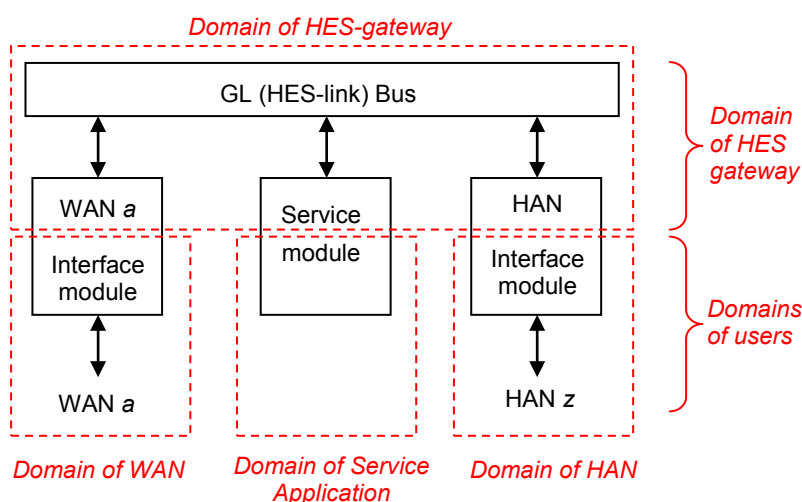 Domain of HES-gateway
GL (HES-link) Bus
Domain
of HES
gateway
WAN a
Interface
module
Service
module
HAN
Interface
module
Domains
of users
WAN a
HAN z
Domain of WAN
Domain of Service
Application
Domain of HAN